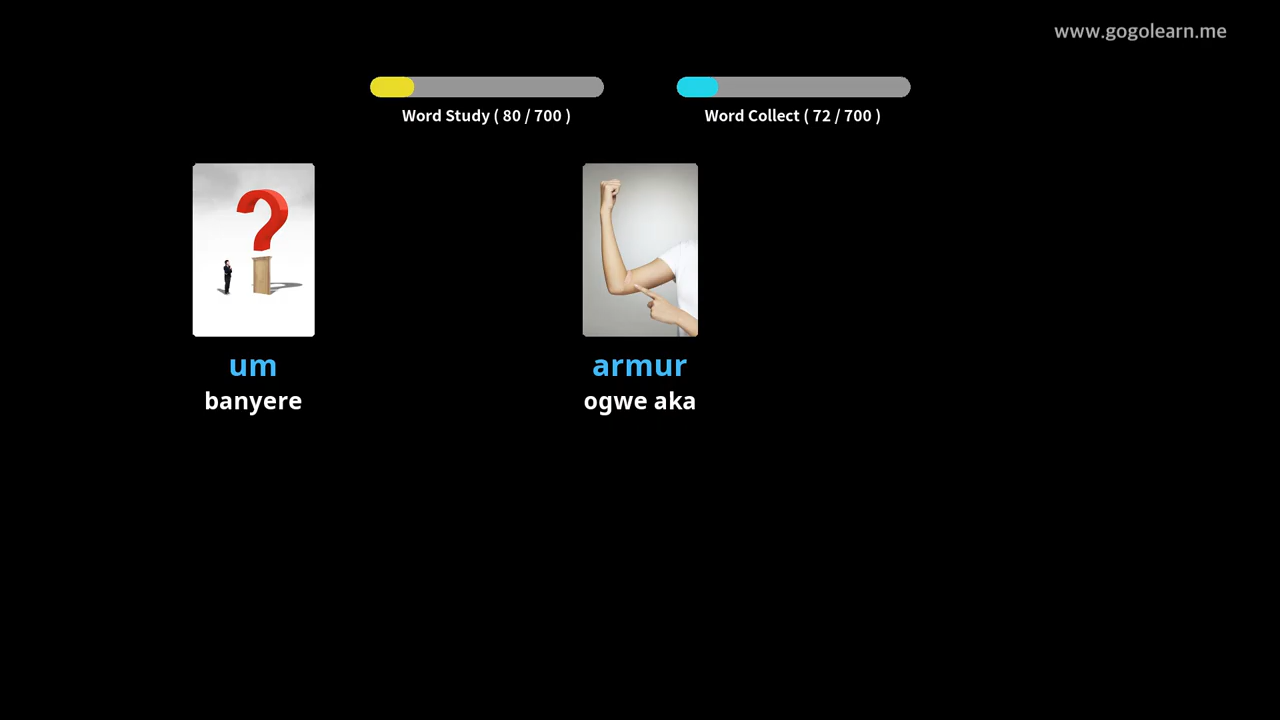 www.gogolearn.me
Word Study ( 80 / 700 )
Word Collect ( 72 / 700 )
um
banyere
armur
ogwe aka